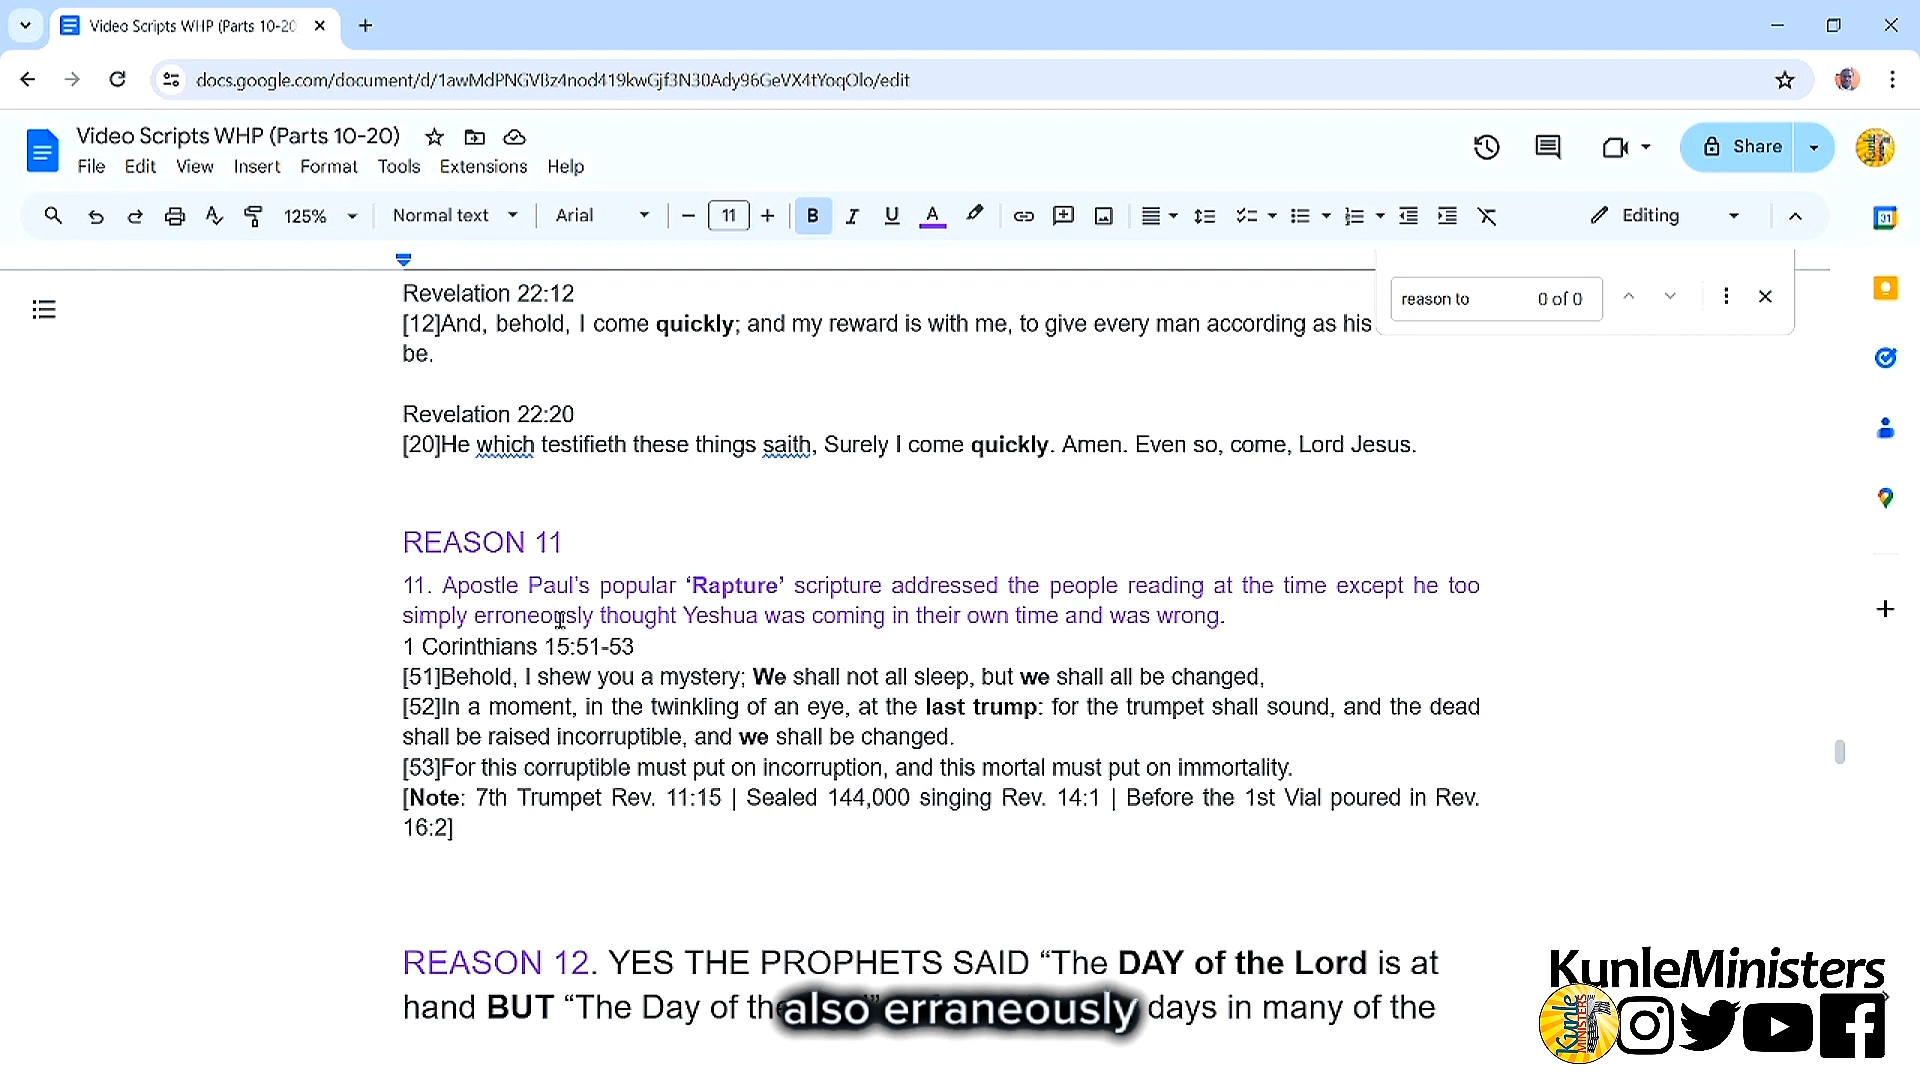 Video Scripts WHP (Parts 10-20
docs.google.com/document/d/1awMdPNGVBz4nod419kwGjf3N30Ady96GeVX4tYoqOlo/edit
Video Scripts WHP (Parts 10-20)
Share
File Edit View Insert Format Tools Extensions Help
125% Normal text Arial 11 B I U A Editing
31
reason to 0 of 0
Revelation 22:12
[12]And, behold, I come quickly; and my reward is with me, to give every man according as his
be.
Revelation 22:20
[20]He which testifieth these things saith, Surely I come quickly. Amen. Even so, come, Lord Jesus.
REASON 11
11. Apostle Paul's popular ‘Rapture’ scripture addressed the people reading at the time except he too
simply erroneously thought Yeshua was coming in their own time and was wrong.
1 Corinthians 15:51-53
[51]Behold, I shew you a mystery; We shall not all sleep, but we shall all be changed,
[52]In a moment, in the twinkling of an eye, at the last trump: for the trumpet shall sound, and the dead
shall be raised incorruptible, and we shall be changed.
[53]For this corruptible must put on incorruption, and this mortal must put on immortality.
[Note: 7th Trumpet Rev. 11:15 | Sealed 144,000 singing Rev. 14:1 | Before the 1st Vial poured in Rev.
16:2]
REASON 12. YES THE PROPHETS SAID “The DAY of the Lord is at
hand BUT “The Day of the days in many of the
also erraneously
KunleMinisters
Kunle